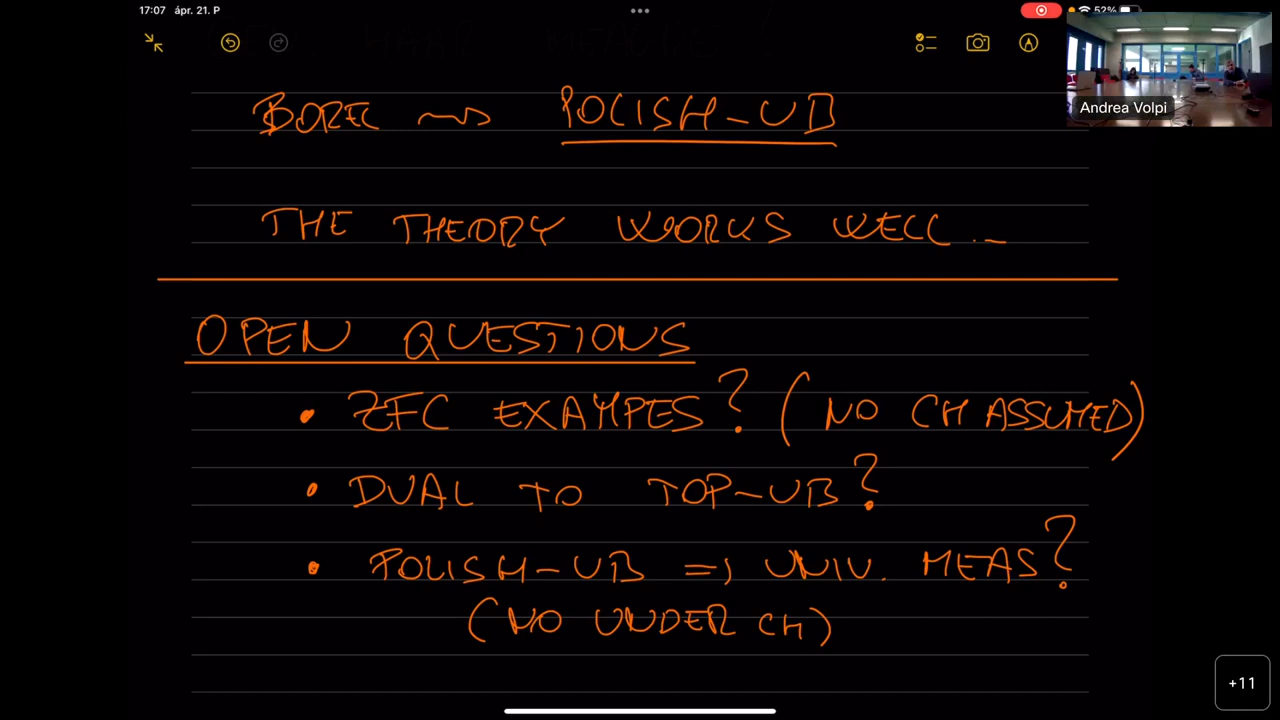 17:07 ápr. 21. P
52%
Andrea Volpi
BOREL ⇝ POLISH-UB
THE THEORY WORKS WELL...
OPEN QUESTIONS
• ZFC EXAMPES? (NO CH ASSUMED)
• DUAL TO TOP-UB?
• POLISH-UB => UNIV. MEAS?
(NO UNDER CH)
+11